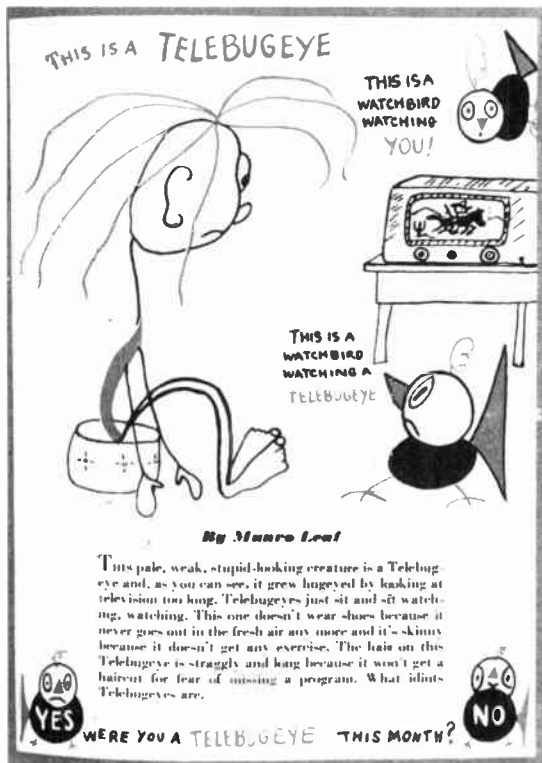 THIS IS A TELEBUGEYE
THIS IS A
WATCHBIRD
WATCHING
YOU!
THIS IS A
WATCHBIRD
WATCHING A
TELEBUGEYE
By Munro Leaf
This pale, weak, stupid-looking creature is a Telebug-
eye and, as you can see, it grew bugeyed by looking at
television too long. Telebugeyes just sit and sit watch-
ing, watching. This one doesn't wear shoes because it
never goes out in the fresh air any more and it's skinny
because it doesn't get any exercise. The hair on this
Telebugeye is straggly and long because it won't get a
haircut for fear of missing a program. What idiots
Telebugeyes are.
YES
WERE YOU A TELEBUGEYE THIS MONTH?
NO